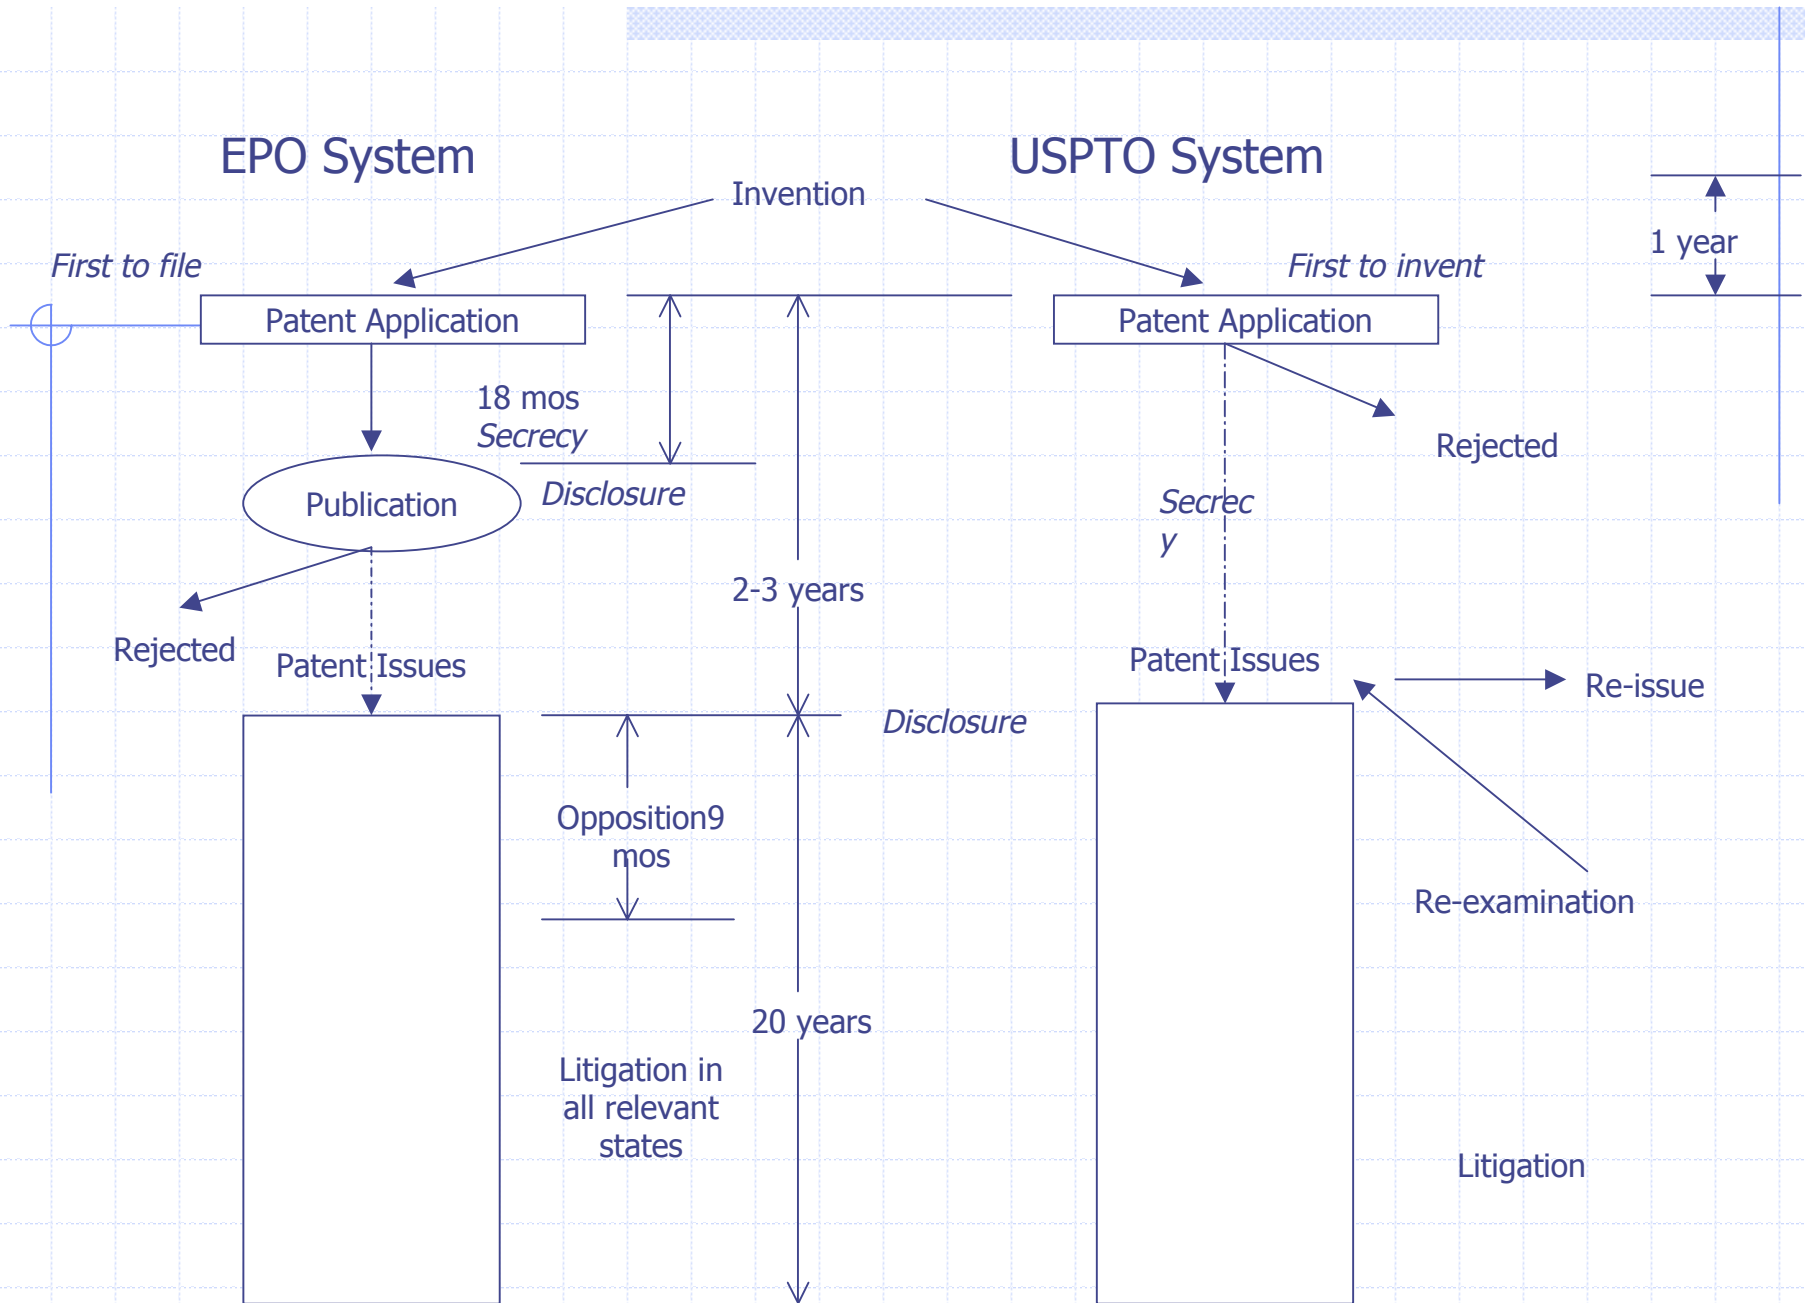 EPO System
USPTO System
Invention
1 year
First to file
First to invent
Patent Application
Patent Application
18 mos
Secrecy
Rejected
Disclosure
Publication
Secrec
y
2-3 years
Rejected
Patent Issues
Patent Issues
Re-issue
Disclosure
Opposition9
mos
Re-examination
20 years
Litigation in
all relevant
states
Litigation